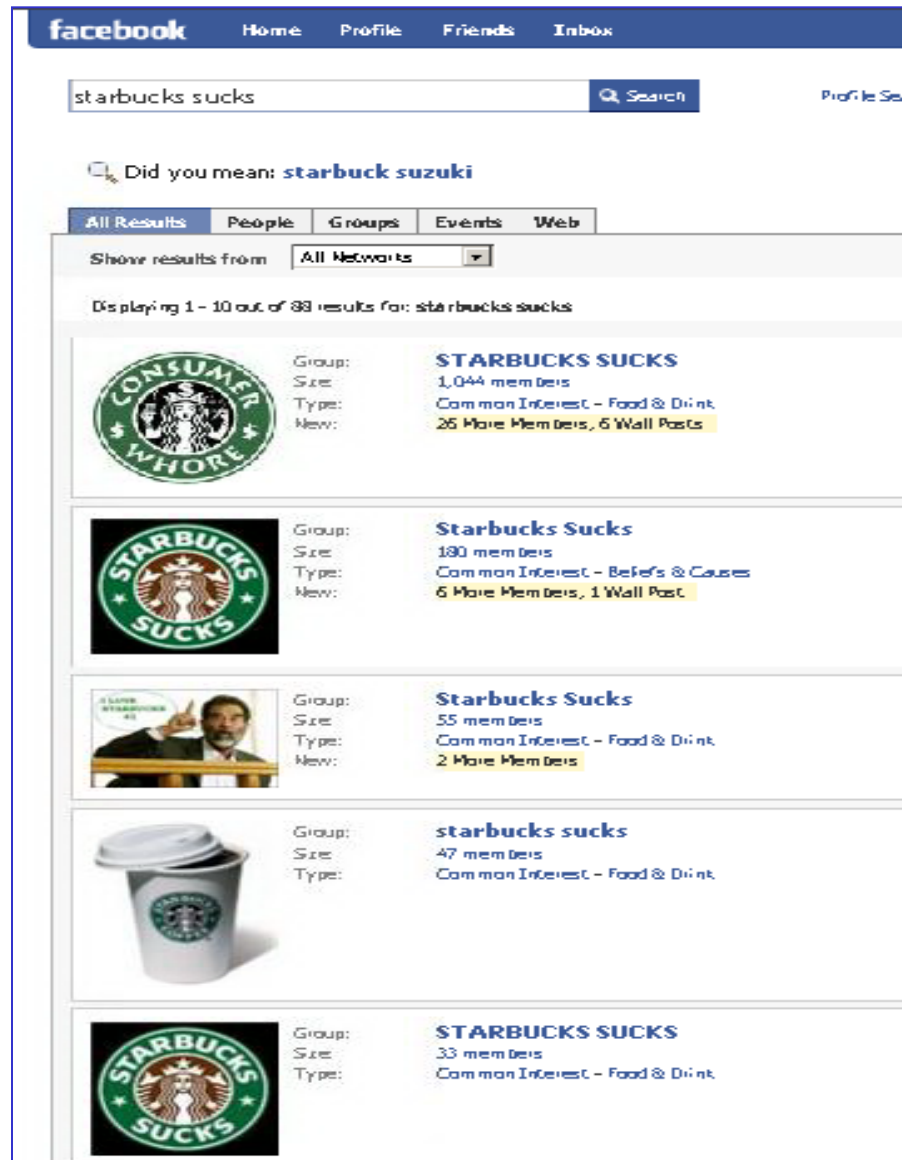 facebook Home Profile Friends Inbox
starbucks sucks Search Profile Se
Did you mean: starbuck suzuki
All Results People Groups Events Web
Show results from All Networks
Displaying 1 - 10 out of 88 results for: starbucks sucks
CONSUMER WHORE
Group: STARBUCKS SUCKS
Size: 1,044 members
Type: Common Interest - Food & Drink
New: 26 More Members, 6 Wall Posts
STARBUCKS SUCKS
Group: Starbucks Sucks
Size: 180 members
Type: Common Interest - Beliefs & Causes
New: 6 More Members, 1 Wall Post
Group: Starbucks Sucks
Size: 55 members
Type: Common Interest - Food & Drink
New: 2 More Members
Group: starbucks sucks
Size: 47 members
Type: Common Interest - Food & Drink
STARBUCKS SUCKS
Group: STARBUCKS SUCKS
Size: 33 members
Type: Common Interest - Food & Drink